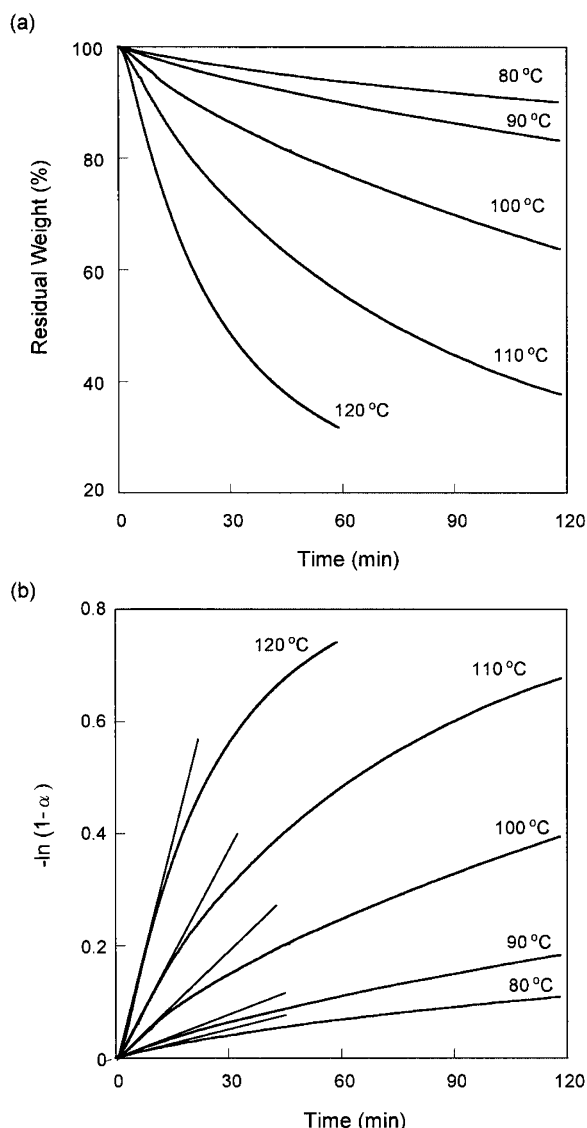 (a)
100
80
60
40
20
Residual Weight (%)
80 °C
90 °C
100 °C
110 °C
120 °C
0 30 60 90 120
Time (min)
(b)
0.8
0.6
0.4
0.2
0
-ln (1-α)
120 °C
110 °C
100 °C
90 °C
80 °C
0 30 60 90 120
Time (min)